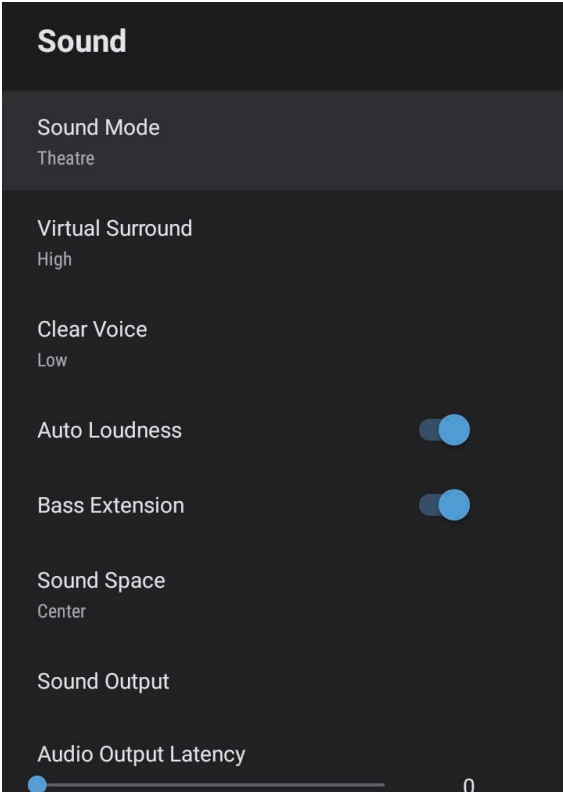 Sound
Sound Mode
Theatre
Virtual Surround
High
Clear Voice
Low
Auto Loudness
Bass Extension
Sound Space
Center
Sound Output
Audio Output Latency
0